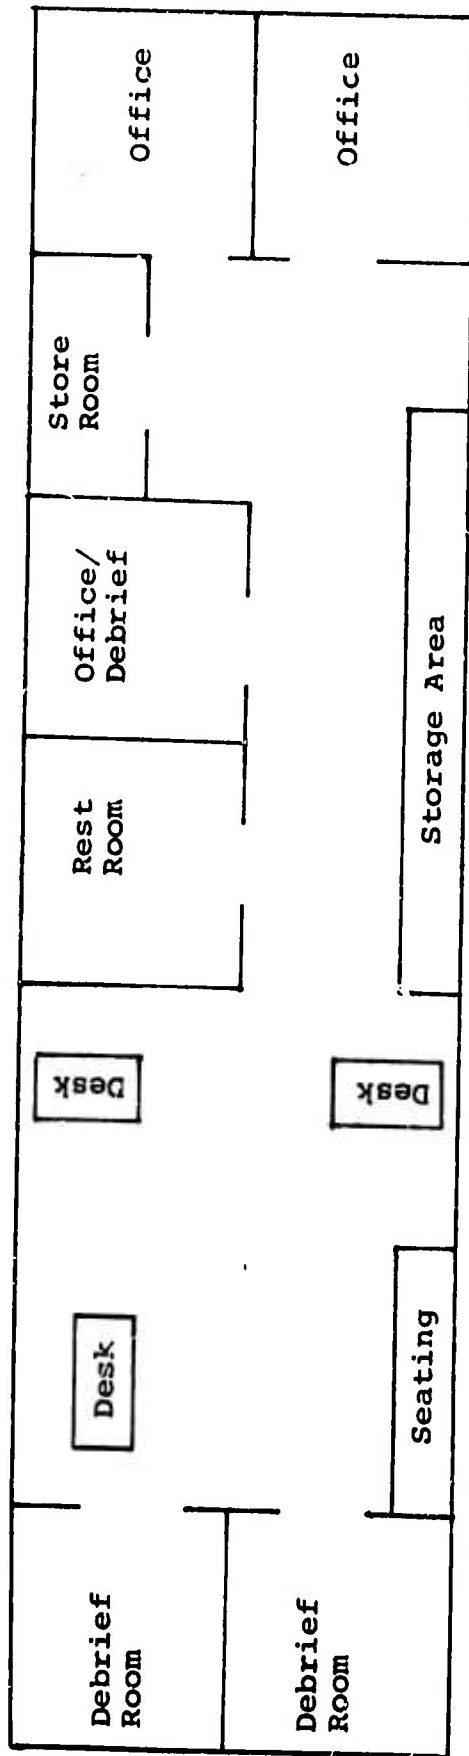 Debrief
Room
Debrief
Room
Desk
Seating
Desk
Desk
Rest
Room
Office/
Debrief
Storage Area
Store
Room
Office
Office